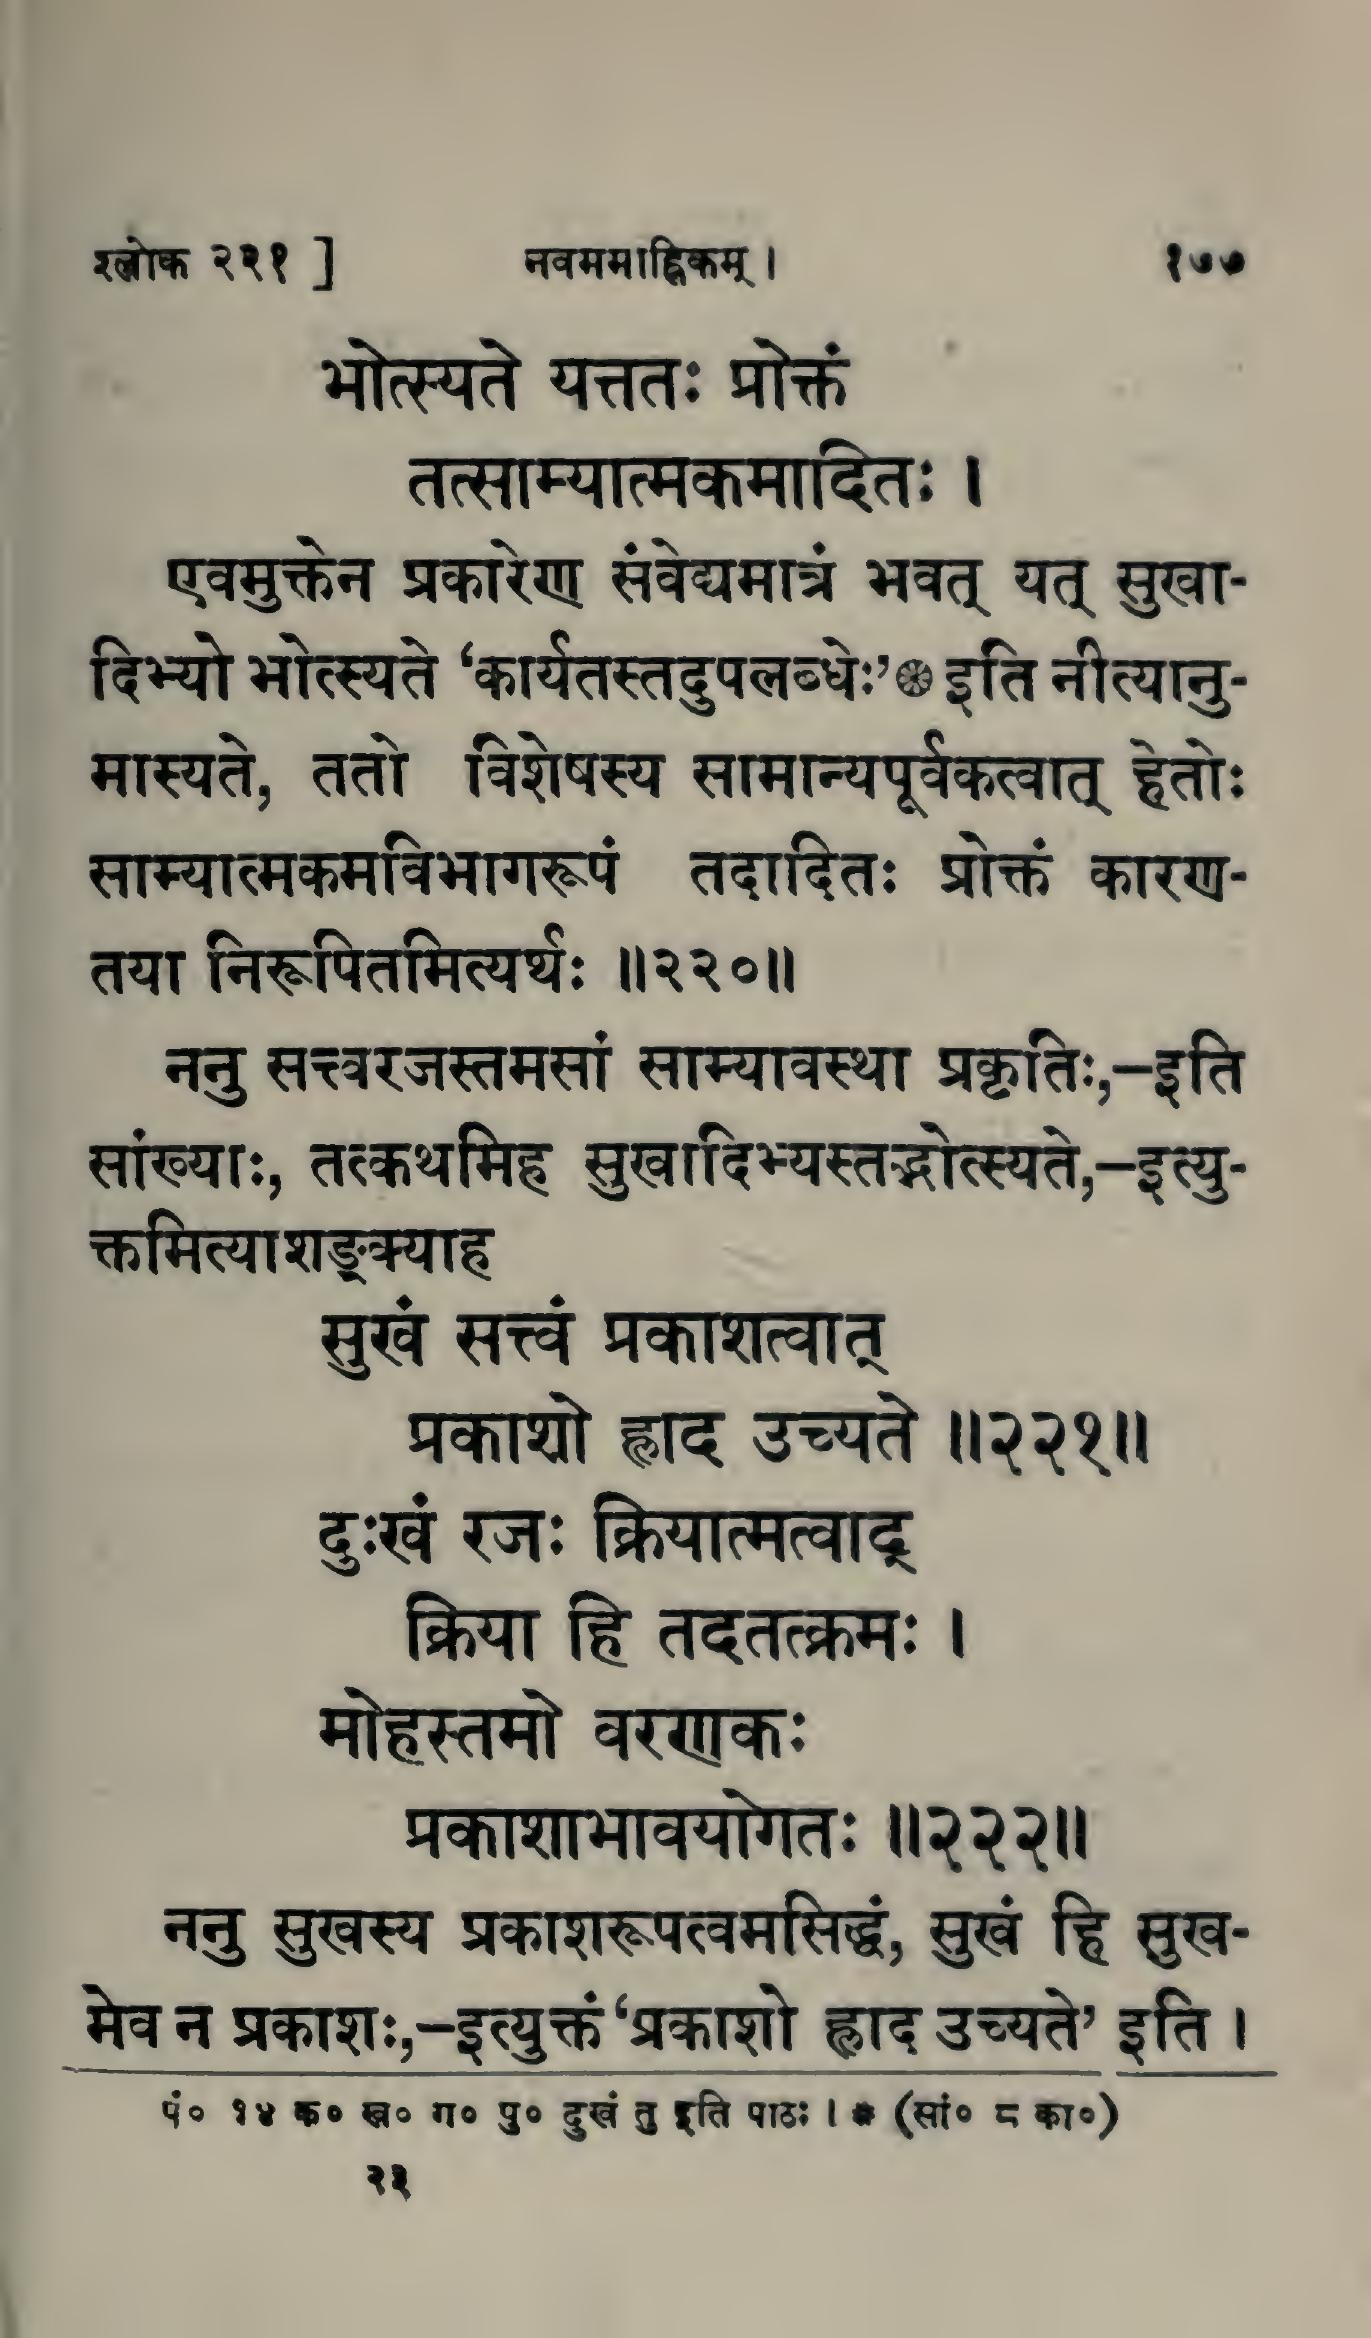 श्लोक २२१ ] नवममाह्निकम् । १७७
भोत्स्यते यत्ततः प्रोक्तं
तत्साम्यात्मकमादितः ।
एवमुक्तेन प्रकारेण संवेद्यमात्रं भवत् यत् सुखा-
दिभ्यो भोत्स्यते ‘कार्यतस्तदुपलब्धेः’* इति नीत्यानु-
मास्यते, ततो विशेषस्य सामान्यपूर्वकत्वात् हेतोः
साम्यात्मकमविभागरूपं तदादितः प्रोक्तं कारण-
तया निरूपितमित्यर्थः ॥२२०॥
ननु सत्त्वरजस्तमसां साम्यावस्था प्रकृतिः,—इति
सांख्याः, तत्कथमिह सुखादिभ्यस्तद्भोत्स्यते,—इत्यु-
क्तमित्याशङ्क्याह
सुखं सत्त्वं प्रकाशत्वात्
प्रकाशो ह्लाद उच्यते ॥२२१॥
दुःखं रजः क्रियात्मत्वाद्
क्रिया हि तदतत्क्रमः ।
मोहस्तमो वरणकः
प्रकाशाभावयोगतः ॥२२२॥
ननु सुखस्य प्रकाशरूपत्वमसिद्धं, सुखं हि सुख-
मेव न प्रकाशः,—इत्युक्तं ‘प्रकाशो ह्लाद उच्यते’ इति ।
पं० १४ क० ख० ग० पु० दुखं तु इति पाठः । * (सां० ८ का०)
२३